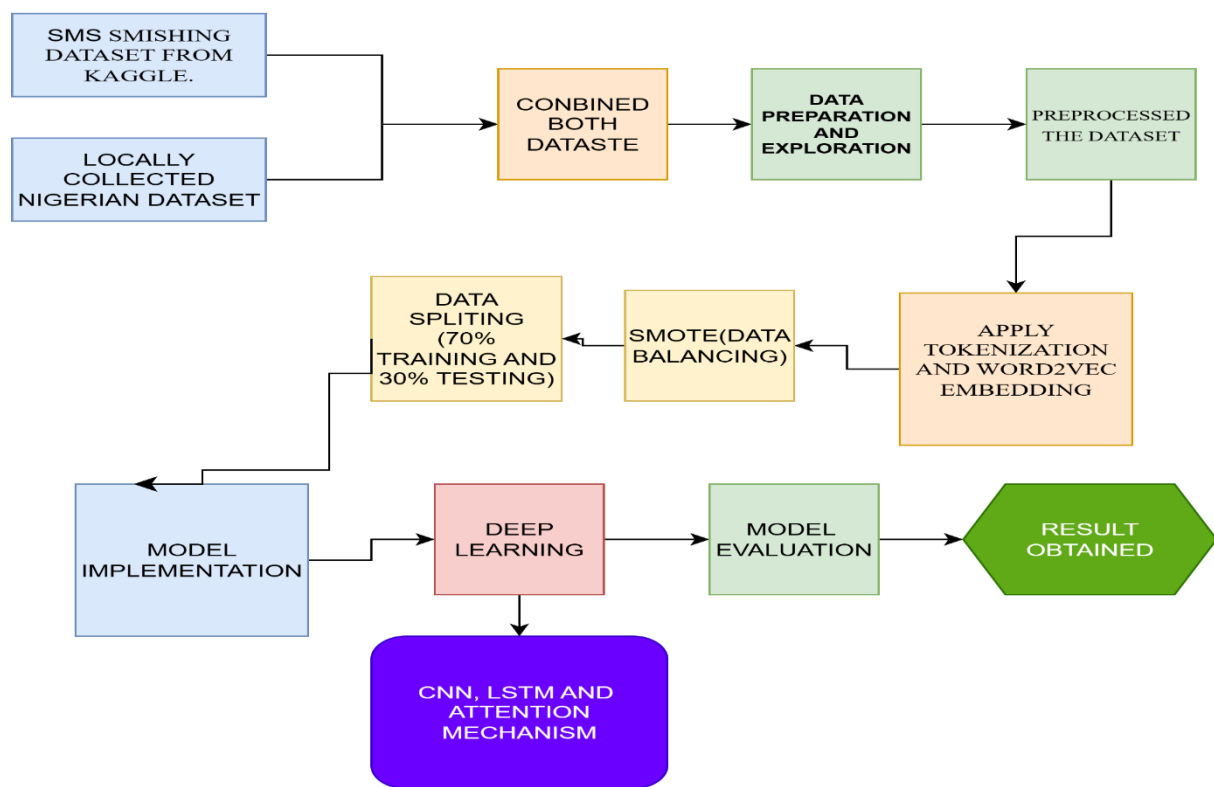 SMS SMISHING
DATASET FROM
KAGGLE.
LOCALLY
COLLECTED
NIGERIAN DATASET
CONBINED
BOTH
DATASTE
DATA
PREPARATION
AND
EXPLORATION
PREPROCESSED
THE DATASET
APPLY
TOKENIZATION
AND WORD2VEC
EMBEDDING
SMOTE(DATA
BALANCING)
DATA
SPLITING
(70%
TRAINING AND
30% TESTING)
MODEL
IMPLEMENTATION
DEEP
LEARNING
CNN, LSTM AND
ATTENTION
MECHANISM
MODEL
EVALUATION
RESULT
OBTAINED